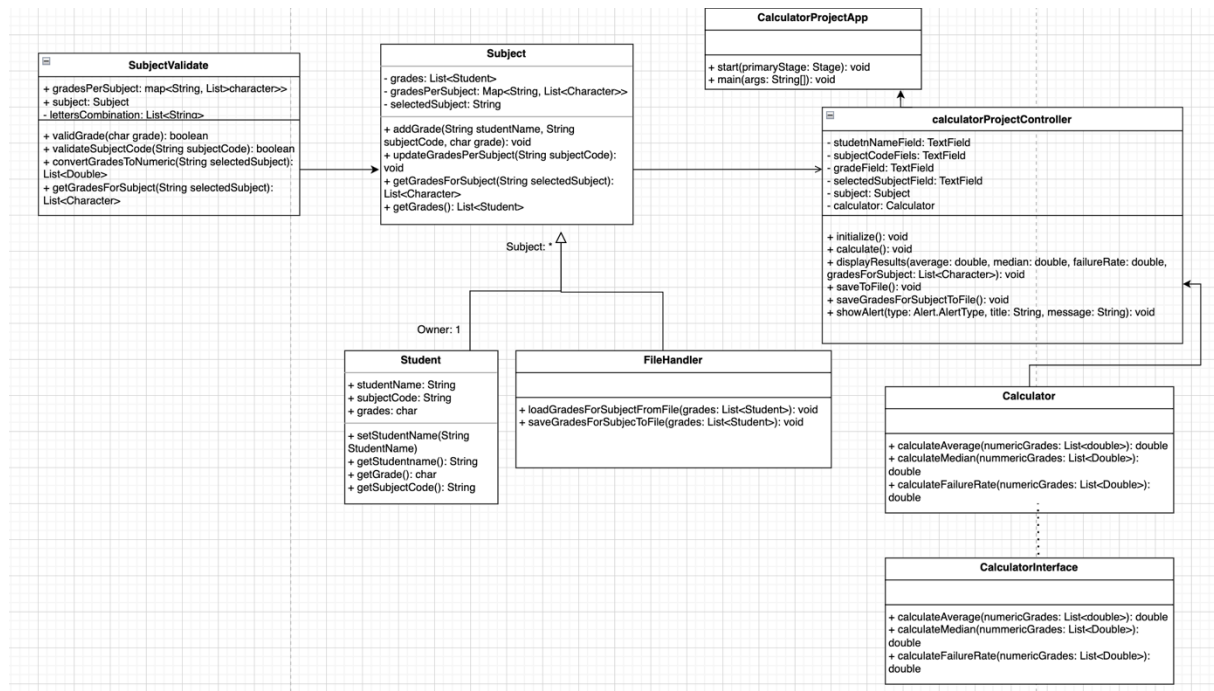 CalculatorProjectApp
+ start(primaryStage: Stage): void
+ main(args: String[]): void
SubjectValidate
+ gradesPerSubject: map<String, List>character>>
+ subject: Subject
- lettersCombination: List<String>
+ validGrade(char grade): boolean
+ validateSubjectCode(String subjectCode): boolean
+ convertGradesToNumeric(String selectedSubject):
List<Double>
+ getGradesForSubject(String selectedSubject):
List<Character>
Subject
- grades: List<Student>
- gradesPerSubject: Map<String, List<Character>>
- selectedSubject: String
+ addGrade(String studentName, String
subjectCode, char grade): void
+ updateGradesPerSubject(String subjectCode):
void
+ getGradesForSubject(String selectedSubject):
List<Character>
+ getGrades(): List<Student>
calculatorProjectController
- studetnNameField: TextField
- subjectCodeFiels: TextField
- gradeField: TextField
- selectedSubjectField: TextField
- subject: Subject
- calculator: Calculator
+ initialize(): void
+ calculate(): void
+ displayResults(average: double, median: double, failureRate: double,
gradesForSubject: List<Character>): void
+ saveToFile(): void
+ saveGradesForSubjectToFile(): void
+ showAlert(type: Alert.AlertType, title: String, message: String): void
Subject: *
Owner: 1
Student
+ studentName: String
+ subjectCode: String
+ grades: char
+ setStudentName(String
StudentName)
+ getStudentname(): String
+ getGrade(): char
+ getSubjectCode(): String
FileHandler
+ loadGradesForSubjectFromFile(grades: List<Student>): void
+ saveGradesForSubjecToFile(grades: List<Student>): void
Calculator
+ calculateAverage(numericGrades: List<double>): double
+ calculateMedian(nummericGrades: List<Double>):
double
+ calculateFailureRate(numericGrades: List<Double>):
double
CalculatorInterface
+ calculateAverage(numericGrades: List<double>): double
+ calculateMedian(nummericGrades: List<Double>):
double
+ calculateFailureRate(numericGrades: List<Double>):
double